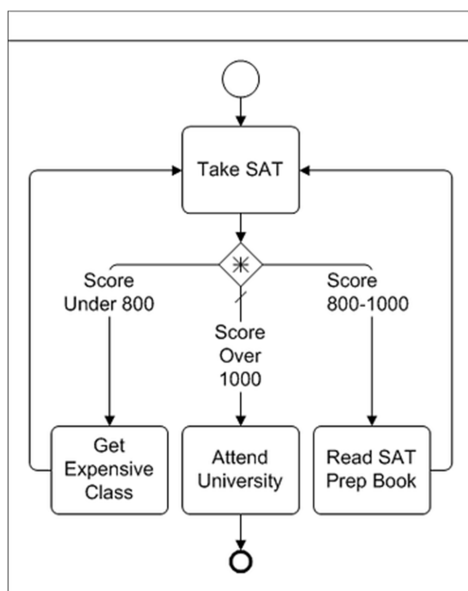 Take SAT
Score
Under 800
Score
800-1000
Score
Over
1000
Get
Expensive
Class
Attend
University
Read SAT
Prep Book